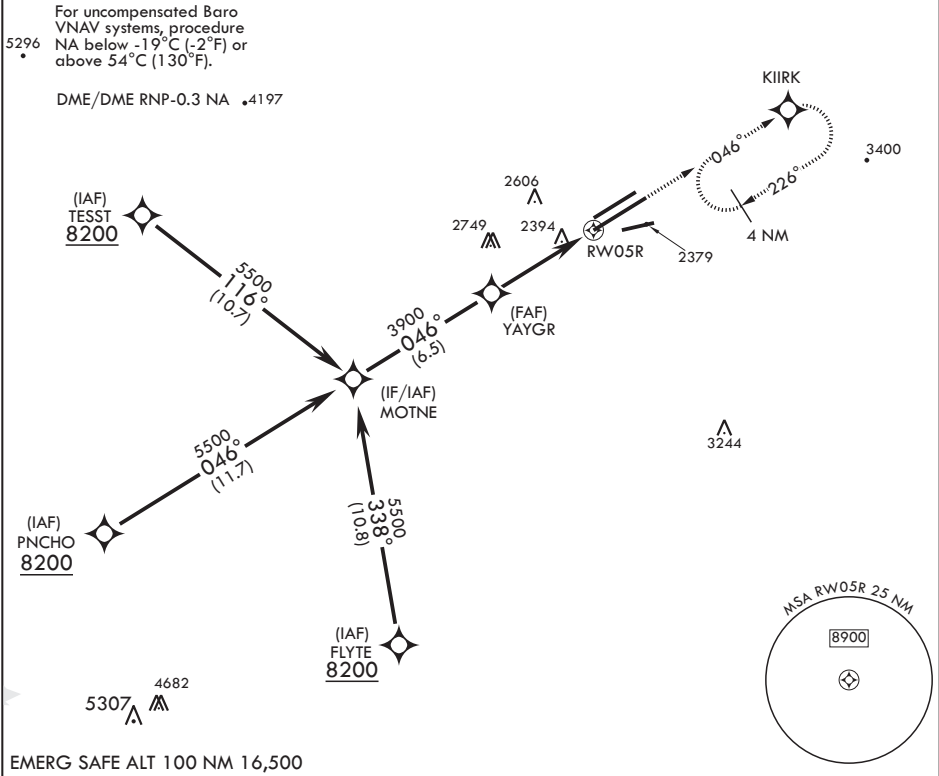 For uncompensated Baro
VNAV systems, procedure
NA below -19°C (-2°F) or
above 54°C (130°F).
5296
DME/DME RNP-0.3 NA
4197
KIIRK
3400
046°
226°
4 NM
(IAF)
TESST
8200
2606
2749
2394
RW05R
2379
5500
116°
(10.7)
(FAF)
YAYGR
3900
046°
(6.5)
(IF/IAF)
MOTNE
3244
5500
046°
(11.7)
5500
338°
(10.8)
(IAF)
PNCHO
8200
(IAF)
FLYTE
8200
MSA RW05R 25 NM
8900
4682
5307
EMERG SAFE ALT 100 NM 16,500